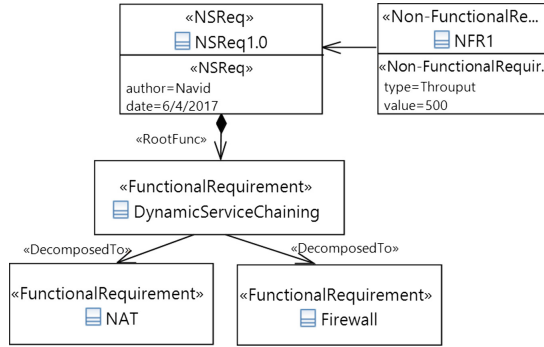 «NSReq»
NSReq1.0
«NSReq»
author=Navid
date=6/4/2017
«Non-FunctionalRe...
NFR1
«Non-FunctionalRequir...
type=Throuput
value=500
«RootFunc»
«FunctionalRequirement»
DynamicServiceChaining
«DecomposedTo»
«DecomposedTo»
«FunctionalRequirement»
NAT
«FunctionalRequirement»
Firewall